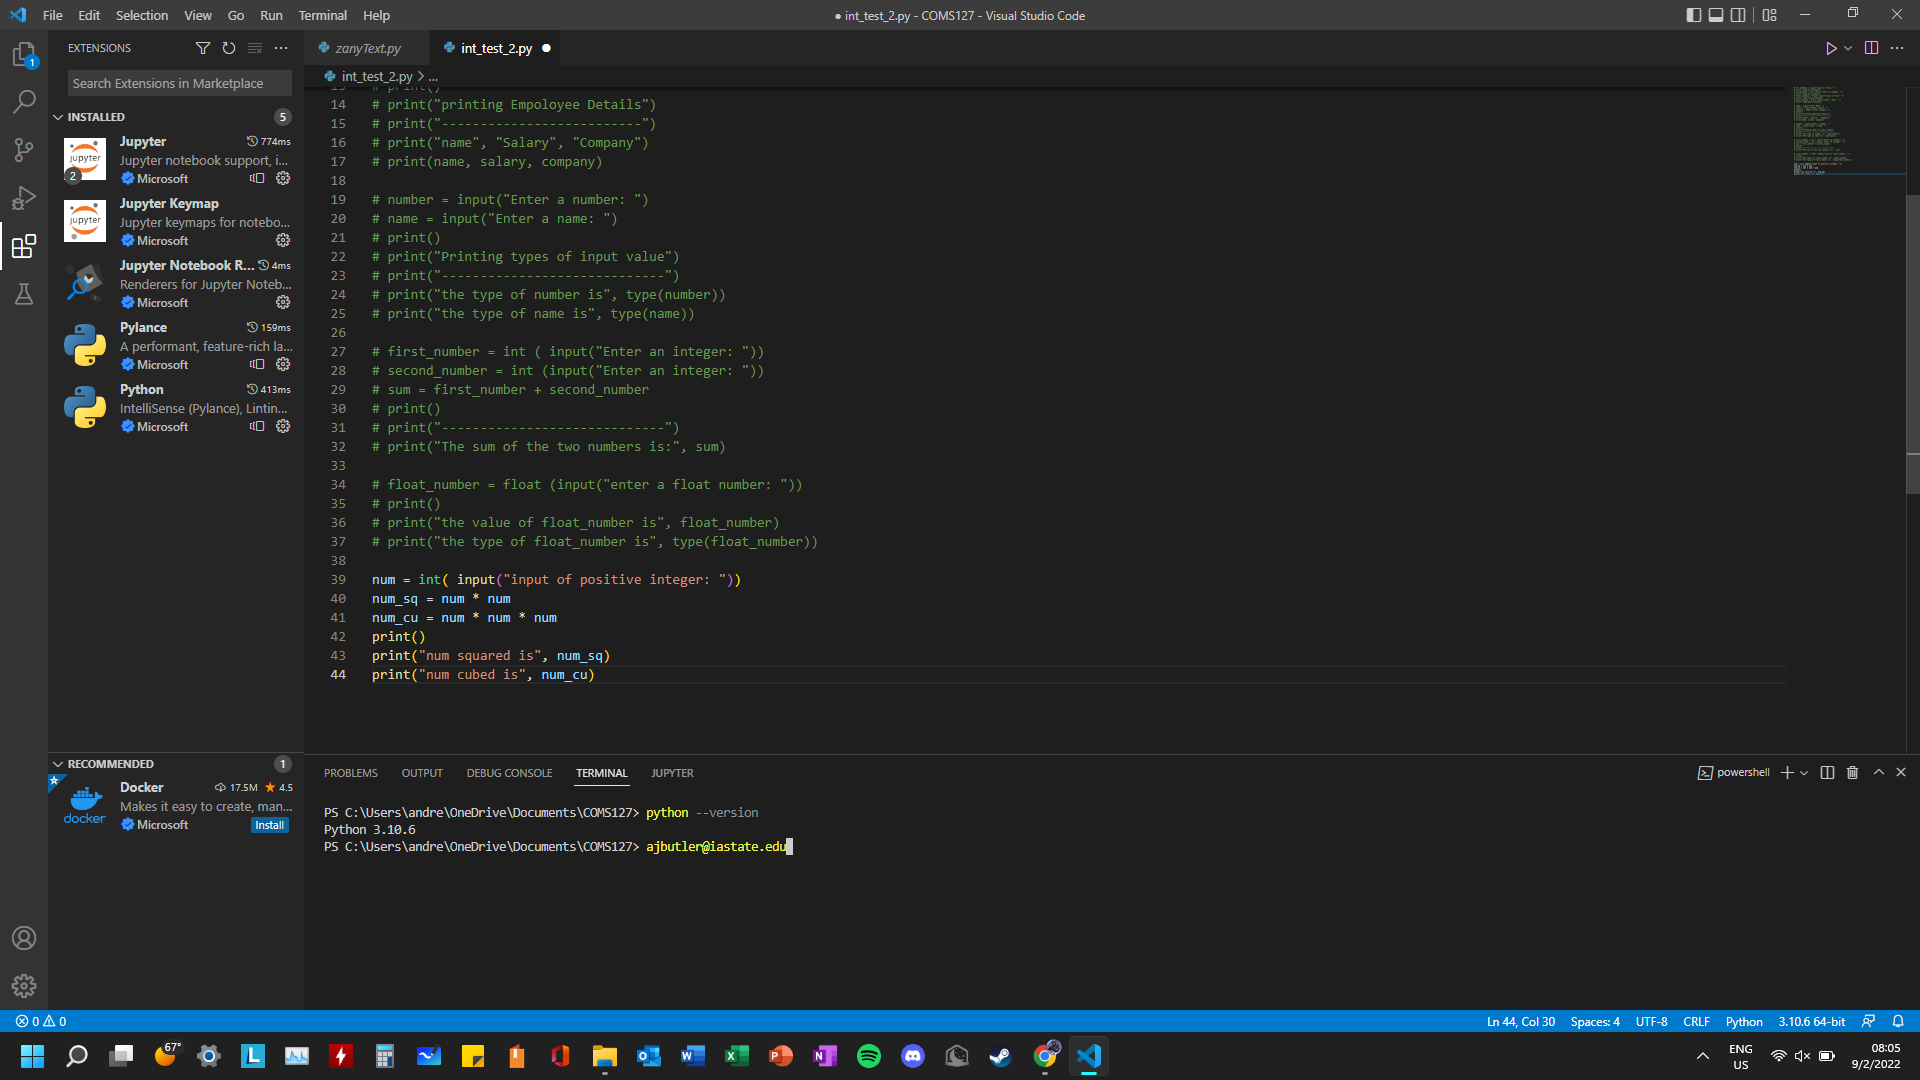 File Edit Selection View Go Run Terminal Help
● int_test_2.py - COMS127 - Visual Studio Code
EXTENSIONS
zanyText.py
int_test_2.py
int_test_2.py > ...
Search Extensions in Marketplace
INSTALLED 5
Jupyter 774ms
Jupyter notebook support, i...
Microsoft
2
Jupyter Keymap
Jupyter keymaps for notebo...
Microsoft
Jupyter Notebook R... 4ms
Renderers for Jupyter Noteb...
Microsoft
Pylance 159ms
A performant, feature-rich la...
Microsoft
Python 413ms
IntelliSense (Pylance), Lintin...
Microsoft
RECOMMENDED 1
Docker 17.5M 4.5
Makes it easy to create, man...
Microsoft Install
docker
13 # print()
14 # print("printing Empoloyee Details")
15 # print("--------------------------")
16 # print("name", "Salary", "Company")
17 # print(name, salary, company)
18
19 # number = input("Enter a number: ")
20 # name = input("Enter a name: ")
21 # print()
22 # print("Printing types of input value")
23 # print("-----------------------------")
24 # print("the type of number is", type(number))
25 # print("the type of name is", type(name))
26
27 # first_number = int ( input("Enter an integer: "))
28 # second_number = int (input("Enter an integer: "))
29 # sum = first_number + second_number
30 # print()
31 # print("-----------------------------")
32 # print("The sum of the two numbers is:", sum)
33
34 # float_number = float (input("enter a float number: "))
35 # print()
36 # print("the value of float_number is", float_number)
37 # print("the type of float_number is", type(float_number))
38
39 num = int( input("input of positive integer: "))
40 num_sq = num * num
41 num_cu = num * num * num
42 print()
43 print("num squared is", num_sq)
44 print("num cubed is", num_cu)
PROBLEMS OUTPUT DEBUG CONSOLE TERMINAL JUPYTER
powershell
PS C:\Users\andre\OneDrive\Documents\COMS127> python --version
Python 3.10.6
PS C:\Users\andre\OneDrive\Documents\COMS127> ajbutler@iastate.edu
0 0
Ln 44, Col 30 Spaces: 4 UTF-8 CRLF Python 3.10.6 64-bit
67°
ENG
US
08:05
9/2/2022